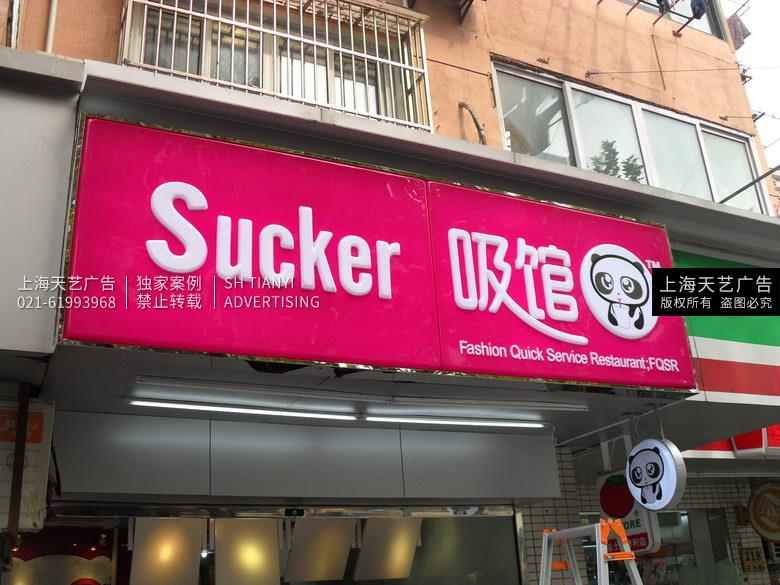 Sucker
吸馆
TM
Fashion Quick Service Restaurant;FQSR
上海天艺广告
021-61993968
独家案例
禁止转载
SH TIANYI
ADVERTISING
上海天艺广告
版权所有 盗图必究
ORE